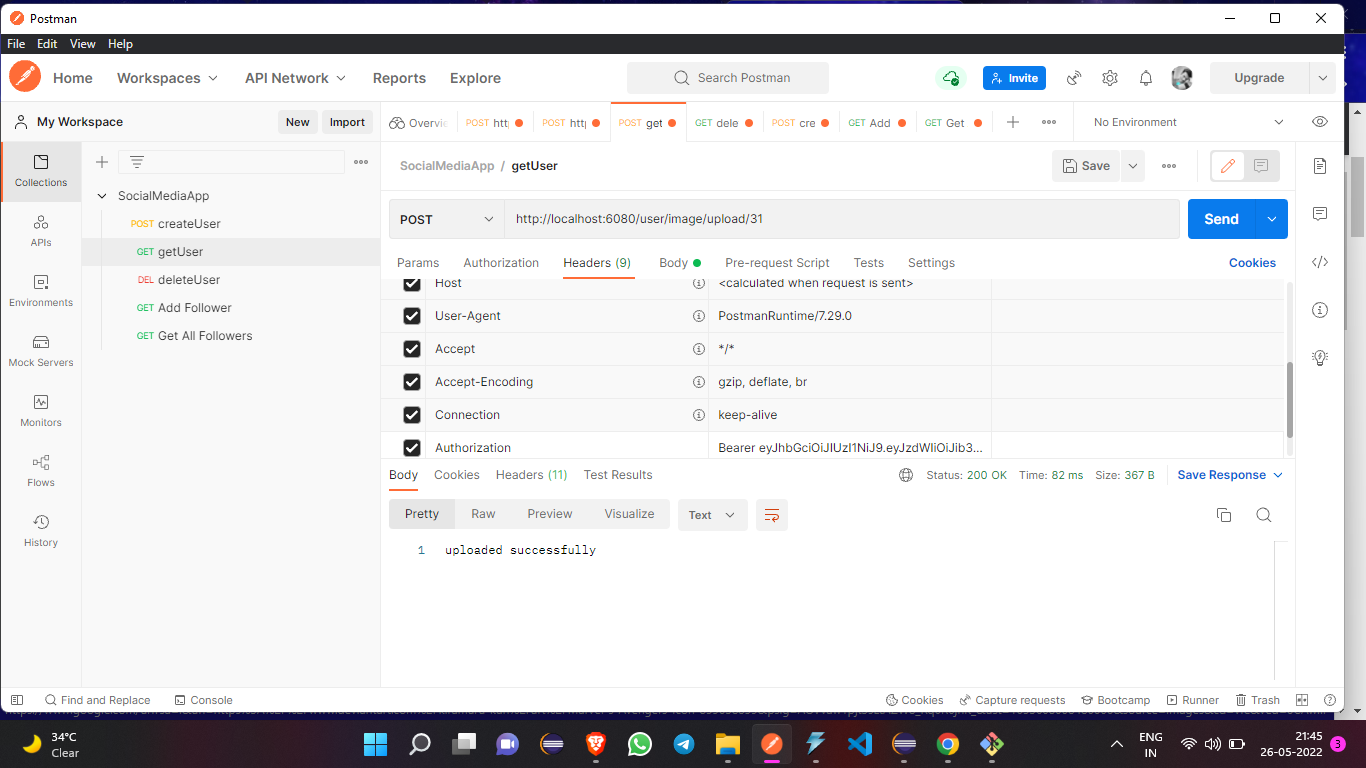 Postman
File Edit View Help
Home Workspaces API Network Reports Explore Search Postman Invite Upgrade
My Workspace New Import Overvie POST http POST http POST get GET dele POST cre GET Add GET Get No Environment
SocialMediaApp / getUser Save
Collections
APIs
Environments
Mock Servers
Monitors
Flows
History
SocialMediaApp
POST createUser
GET getUser
DEL deleteUser
GET Add Follower
GET Get All Followers
POST http://localhost:6080/user/image/upload/31 Send
Params Authorization Headers (9) Body Pre-request Script Tests Settings Cookies
Host <calculated when request is sent>
User-Agent PostmanRuntime/7.29.0
Accept */*
Accept-Encoding gzip, deflate, br
Connection keep-alive
Authorization Bearer eyJhbGciOiJIUzI1NiJ9.eyJzdWIiOiJib3...
Body Cookies Headers (11) Test Results Status: 200 OK Time: 82 ms Size: 367 B Save Response
Pretty Raw Preview Visualize Text
1 uploaded successfully
Find and Replace Console Cookies Capture requests Bootcamp Runner Trash
34°C
Clear
ENG
IN
21:45
26-05-2022
3